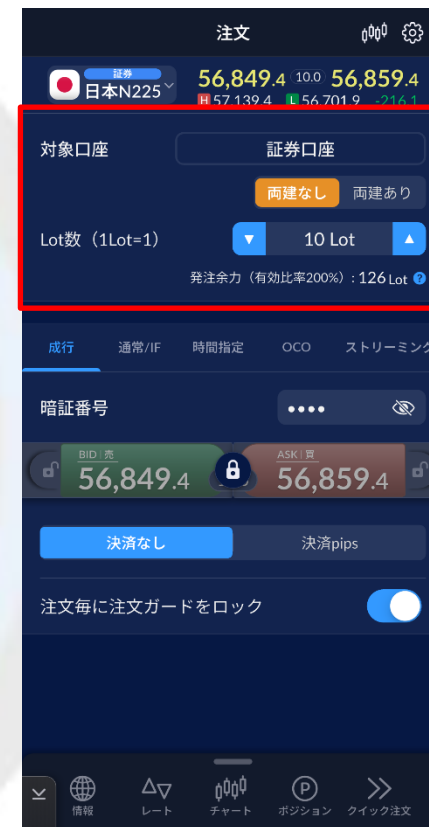 注文
証券
日本N225
56,849.4 10.0 56,859.4
H 57,139.4 L 56,701.9 -216.1
対象口座 証券口座
両建なし 両建あり
Lot数（1Lot=1） 10 Lot
発注余力（有効比率200%）: 126 Lot
成行 通常/IF 時間指定 OCO ストリーミング
暗証番号
BID|売 ASK|買
56,849.4 56,859.4
決済なし 決済pips
注文毎に注文ガードをロック
情報 レート チャート ポジション クイック注文